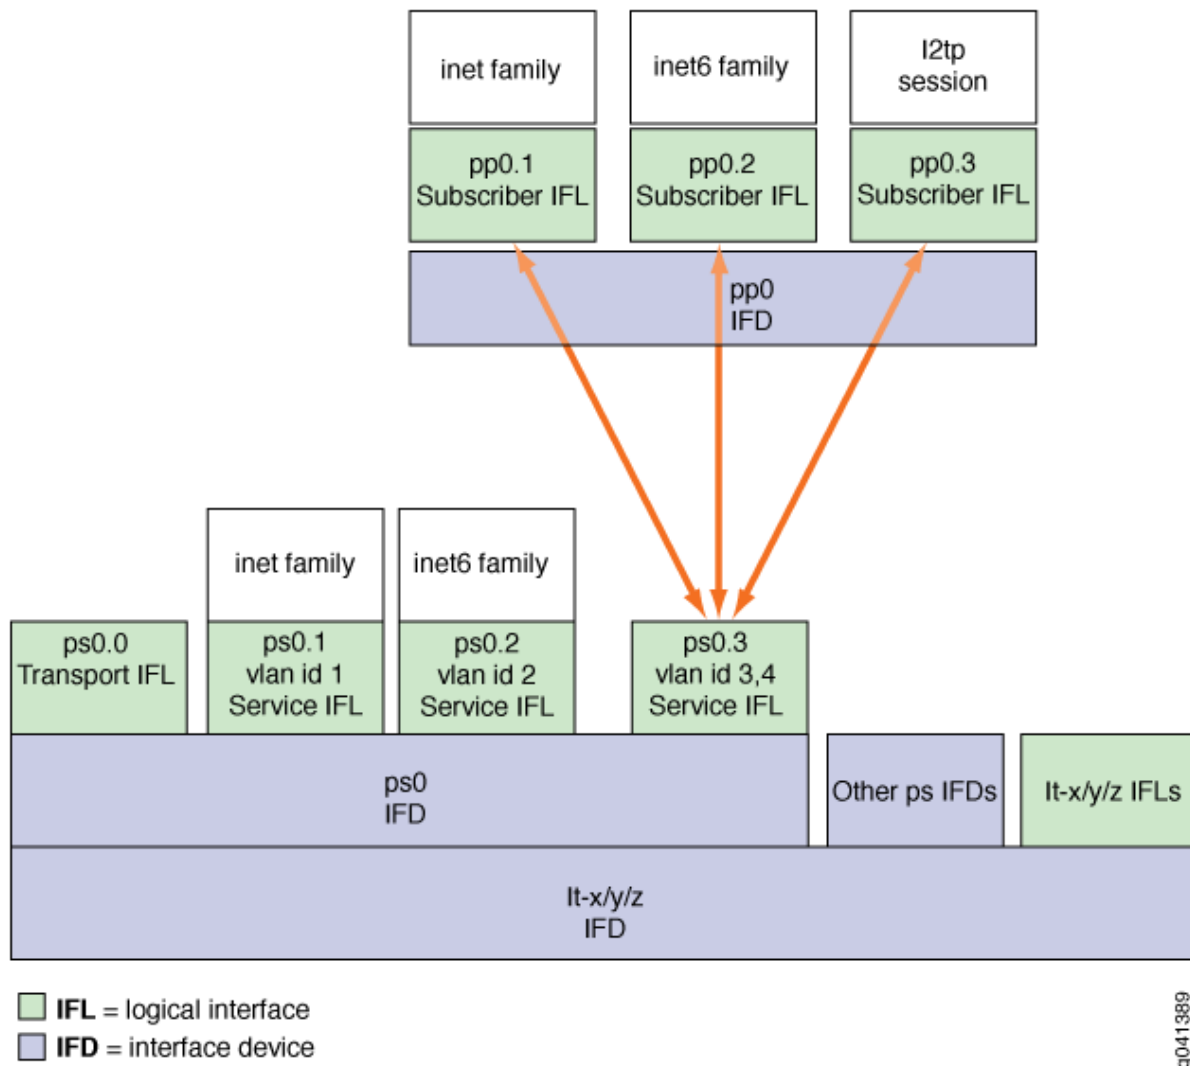 inet family
inet6 family
l2tp
session
pp0.1
Subscriber IFL
pp0.2
Subscriber IFL
pp0.3
Subscriber IFL
pp0
IFD
inet family
inet6 family
ps0.0
Transport IFL
ps0.1
vlan id 1
Service IFL
ps0.2
vlan id 2
Service IFL
ps0.3
vlan id 3,4
Service IFL
ps0
IFD
Other ps IFDs
lt-x/y/z IFLs
lt-x/y/z
IFD
IFL = logical interface
IFD = interface device
g041389